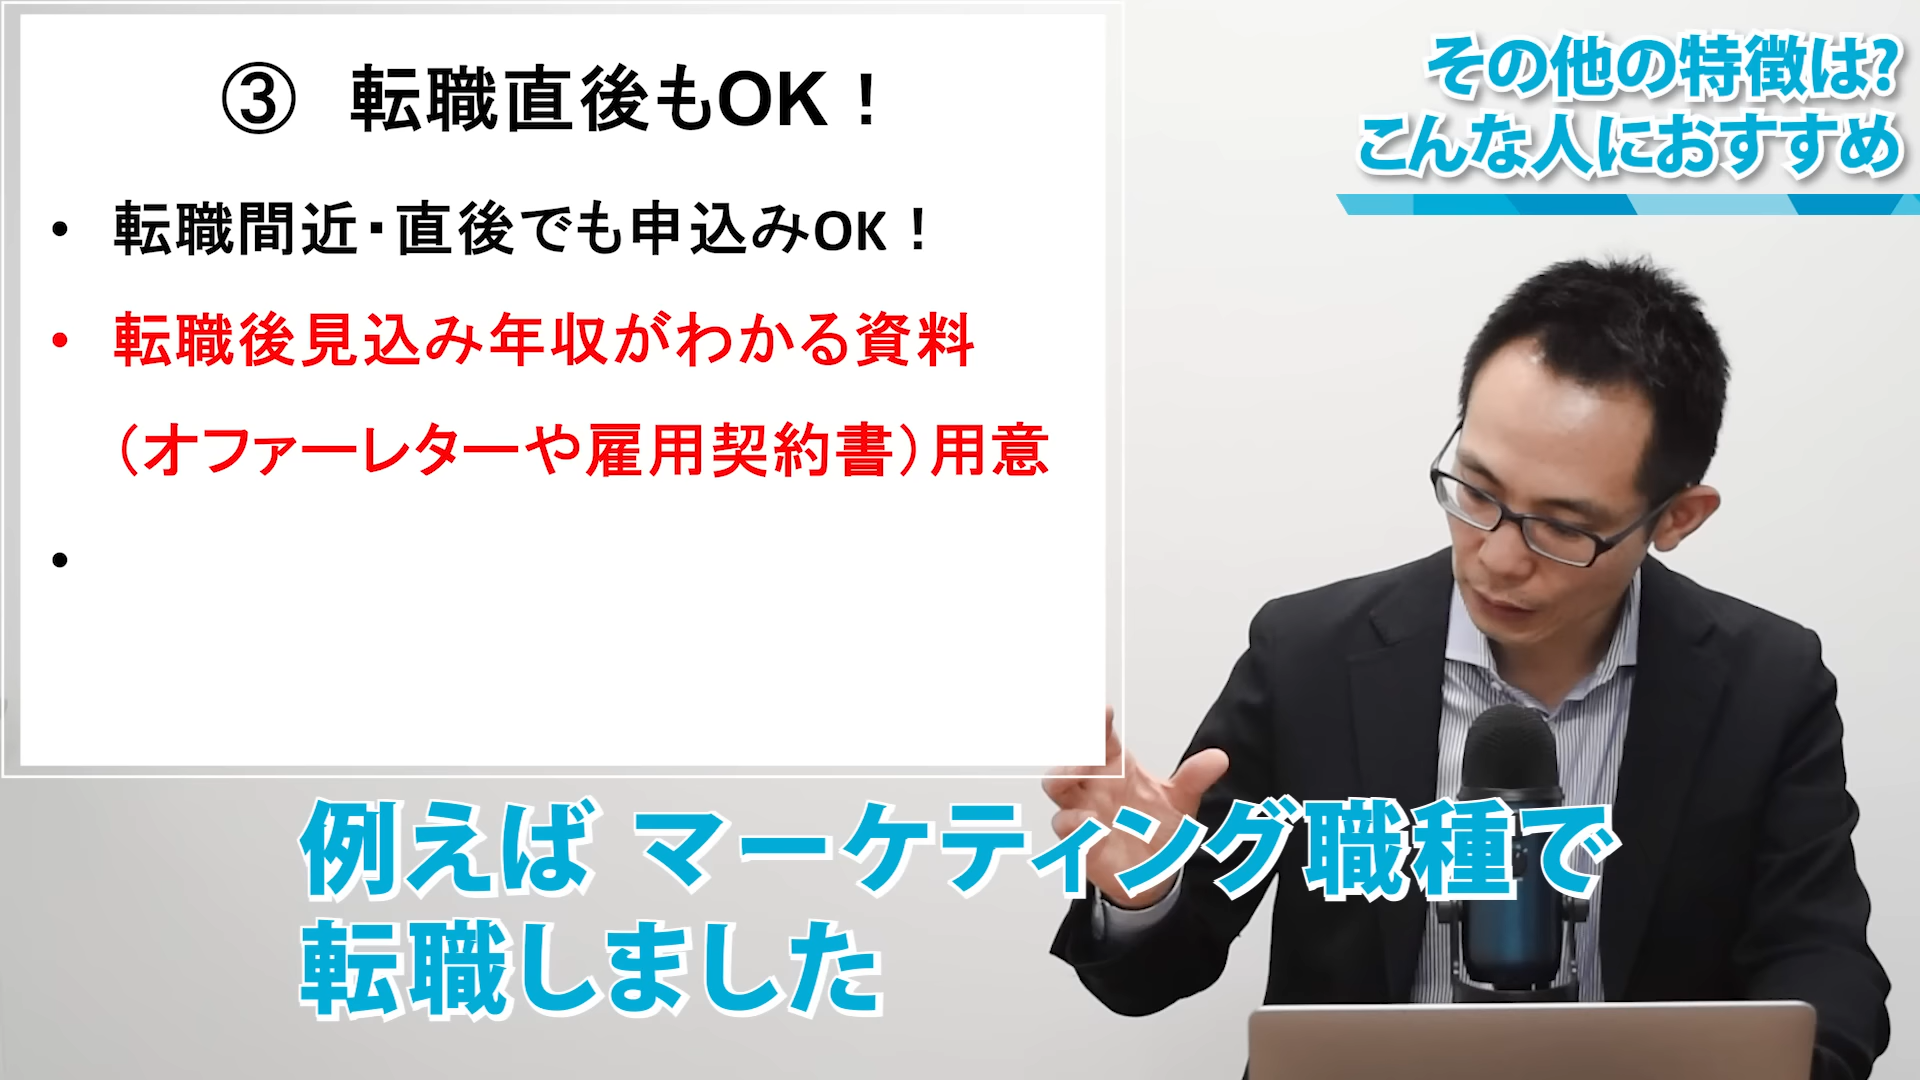 ③ 転職直後もOK！
• 転職間近・直後でも申込みOK！
• 転職後見込み年収がわかる資料
（オファーレターや雇用契約書）用意
•
その他の特徴は?
こんな人におすすめ
例えば マーケティング職種で
転職しました